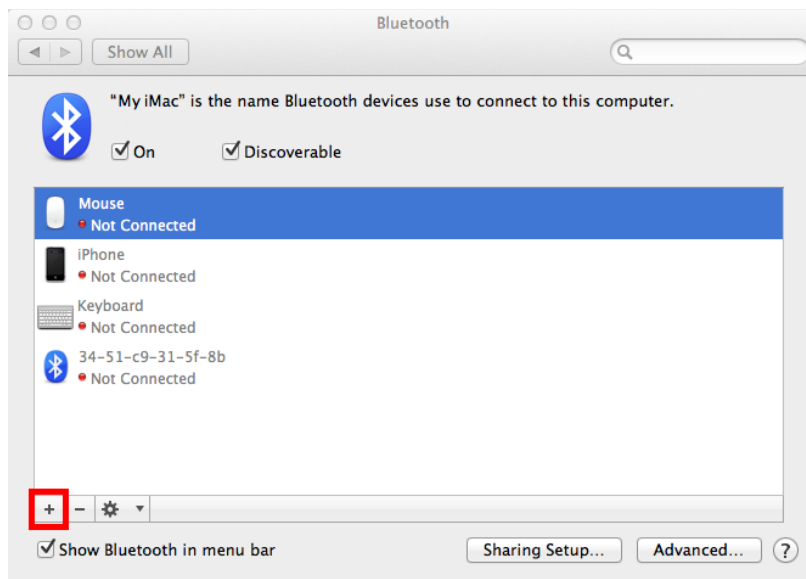 Bluetooth
Show All
“My iMac” is the name Bluetooth devices use to connect to this computer.
On Discoverable
Mouse
Not Connected
iPhone
Not Connected
Keyboard
Not Connected
34-51-c9-31-5f-8b
Not Connected
+ −
Show Bluetooth in menu bar Sharing Setup... Advanced... ?